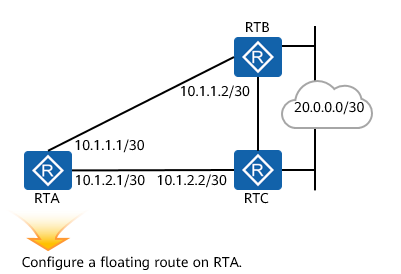 RTB
R
10.1.1.2/30
20.0.0.0/30
10.1.1.1/30
R
R
10.1.2.1/30 10.1.2.2/30
RTA
RTC
Configure a floating route on RTA.